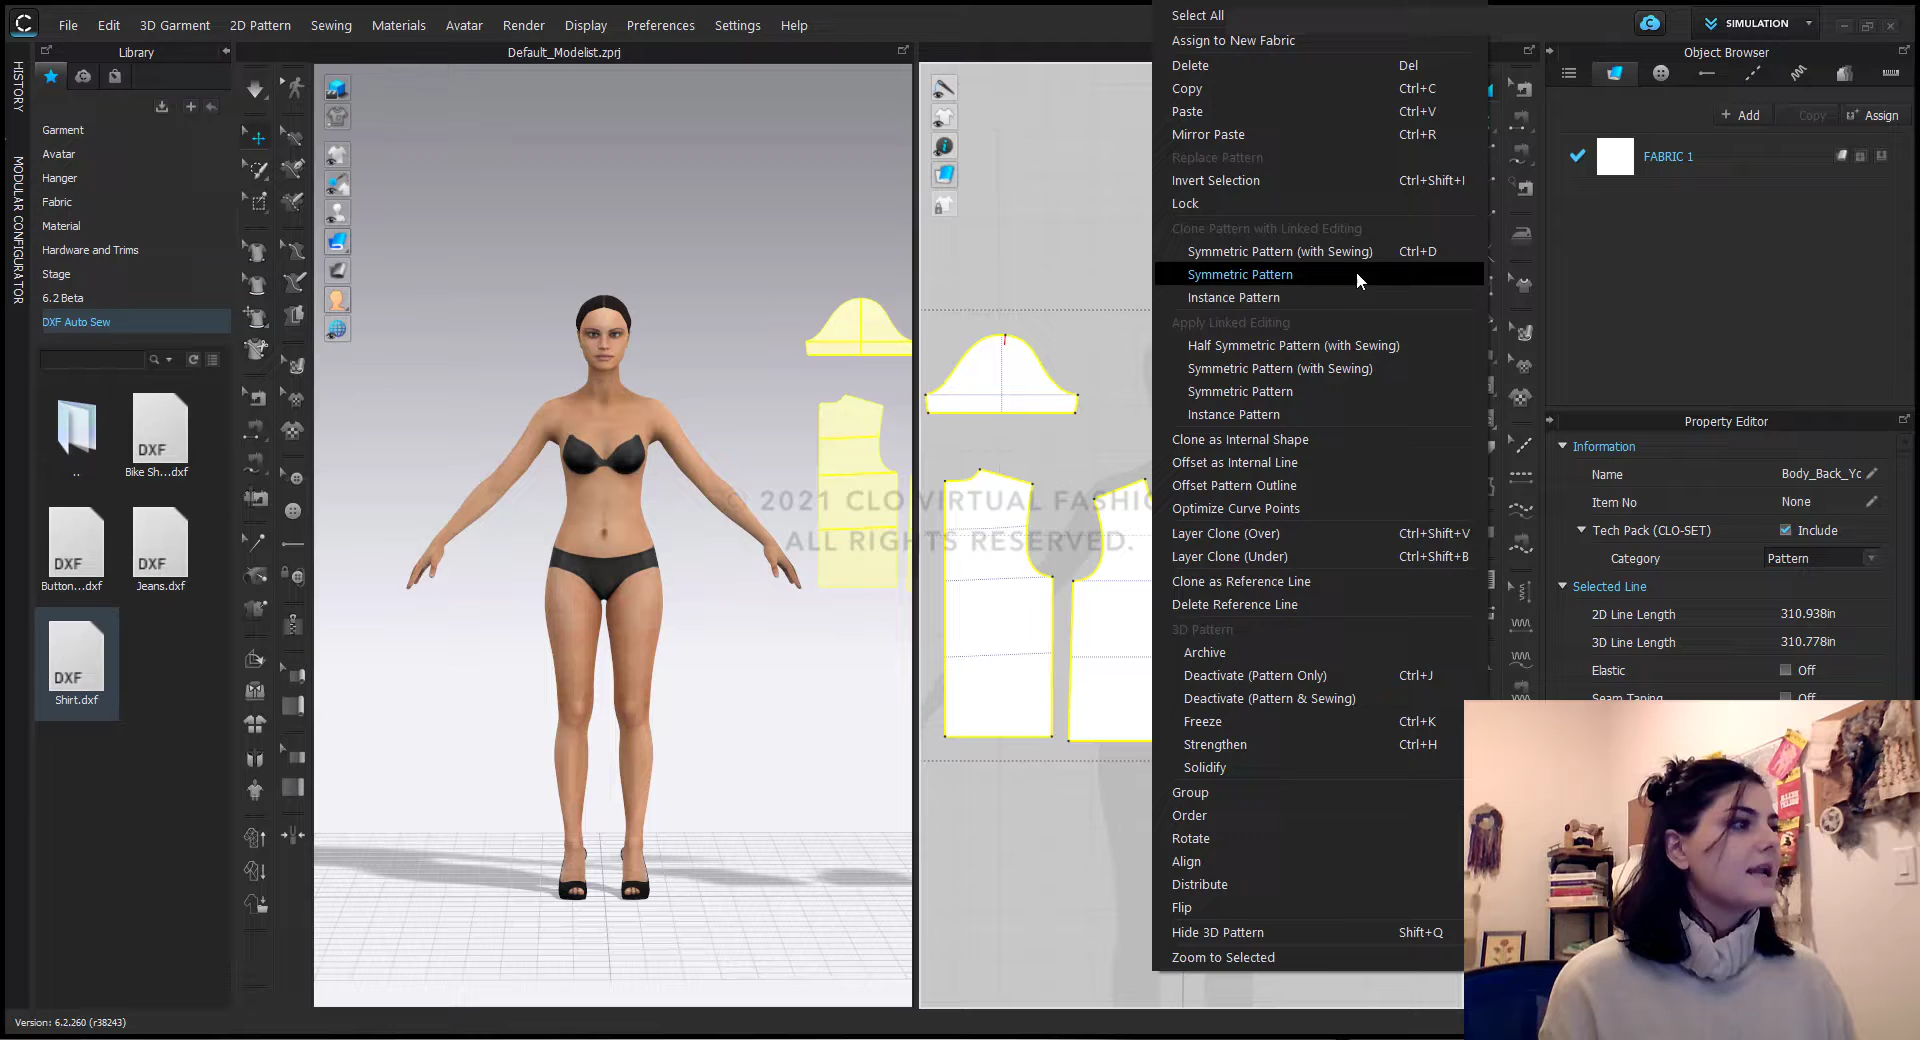 File Edit 3D Garment 2D Pattern Sewing Materials Avatar Render Display Preferences Settings Help
SIMULATION
Library
Default_Modelist.zprj
Object Browser
HISTORY
MODULAR CONFIGURATOR
Garment
Avatar
Hanger
Fabric
Material
Hardware and Trims
Stage
6.2 Beta
DXF Auto Sew
..
DXF
Bike Sh...dxf
DXF
Button...dxf
DXF
Jeans.dxf
DXF
Shirt.dxf
Version: 6.2.260 (r38243)
© 2021 CLO VIRTUAL FASHIO
ALL RIGHTS RESERVED.
Select All
Assign to New Fabric
Delete Del
Copy Ctrl+C
Paste Ctrl+V
Mirror Paste Ctrl+R
Replace Pattern
Invert Selection Ctrl+Shift+I
Lock
Clone Pattern with Linked Editing
Symmetric Pattern (with Sewing) Ctrl+D
Symmetric Pattern
Instance Pattern
Apply Linked Editing
Half Symmetric Pattern (with Sewing)
Symmetric Pattern (with Sewing)
Symmetric Pattern
Instance Pattern
Clone as Internal Shape
Offset as Internal Line
Offset Pattern Outline
Optimize Curve Points
Layer Clone (Over) Ctrl+Shift+V
Layer Clone (Under) Ctrl+Shift+B
Clone as Reference Line
Delete Reference Line
3D Pattern
Archive
Deactivate (Pattern Only) Ctrl+J
Deactivate (Pattern & Sewing)
Freeze Ctrl+K
Strengthen Ctrl+H
Solidify
Group
Order
Rotate
Align
Distribute
Flip
Hide 3D Pattern Shift+Q
Zoom to Selected
+ Add Copy Assign
FABRIC 1
Property Editor
Information
Name Body_Back_Yc
Item No None
Tech Pack (CLO-SET) Include
Category Pattern
Selected Line
2D Line Length 310.938in
3D Line Length 310.778in
Elastic Off
Seam Taping Off